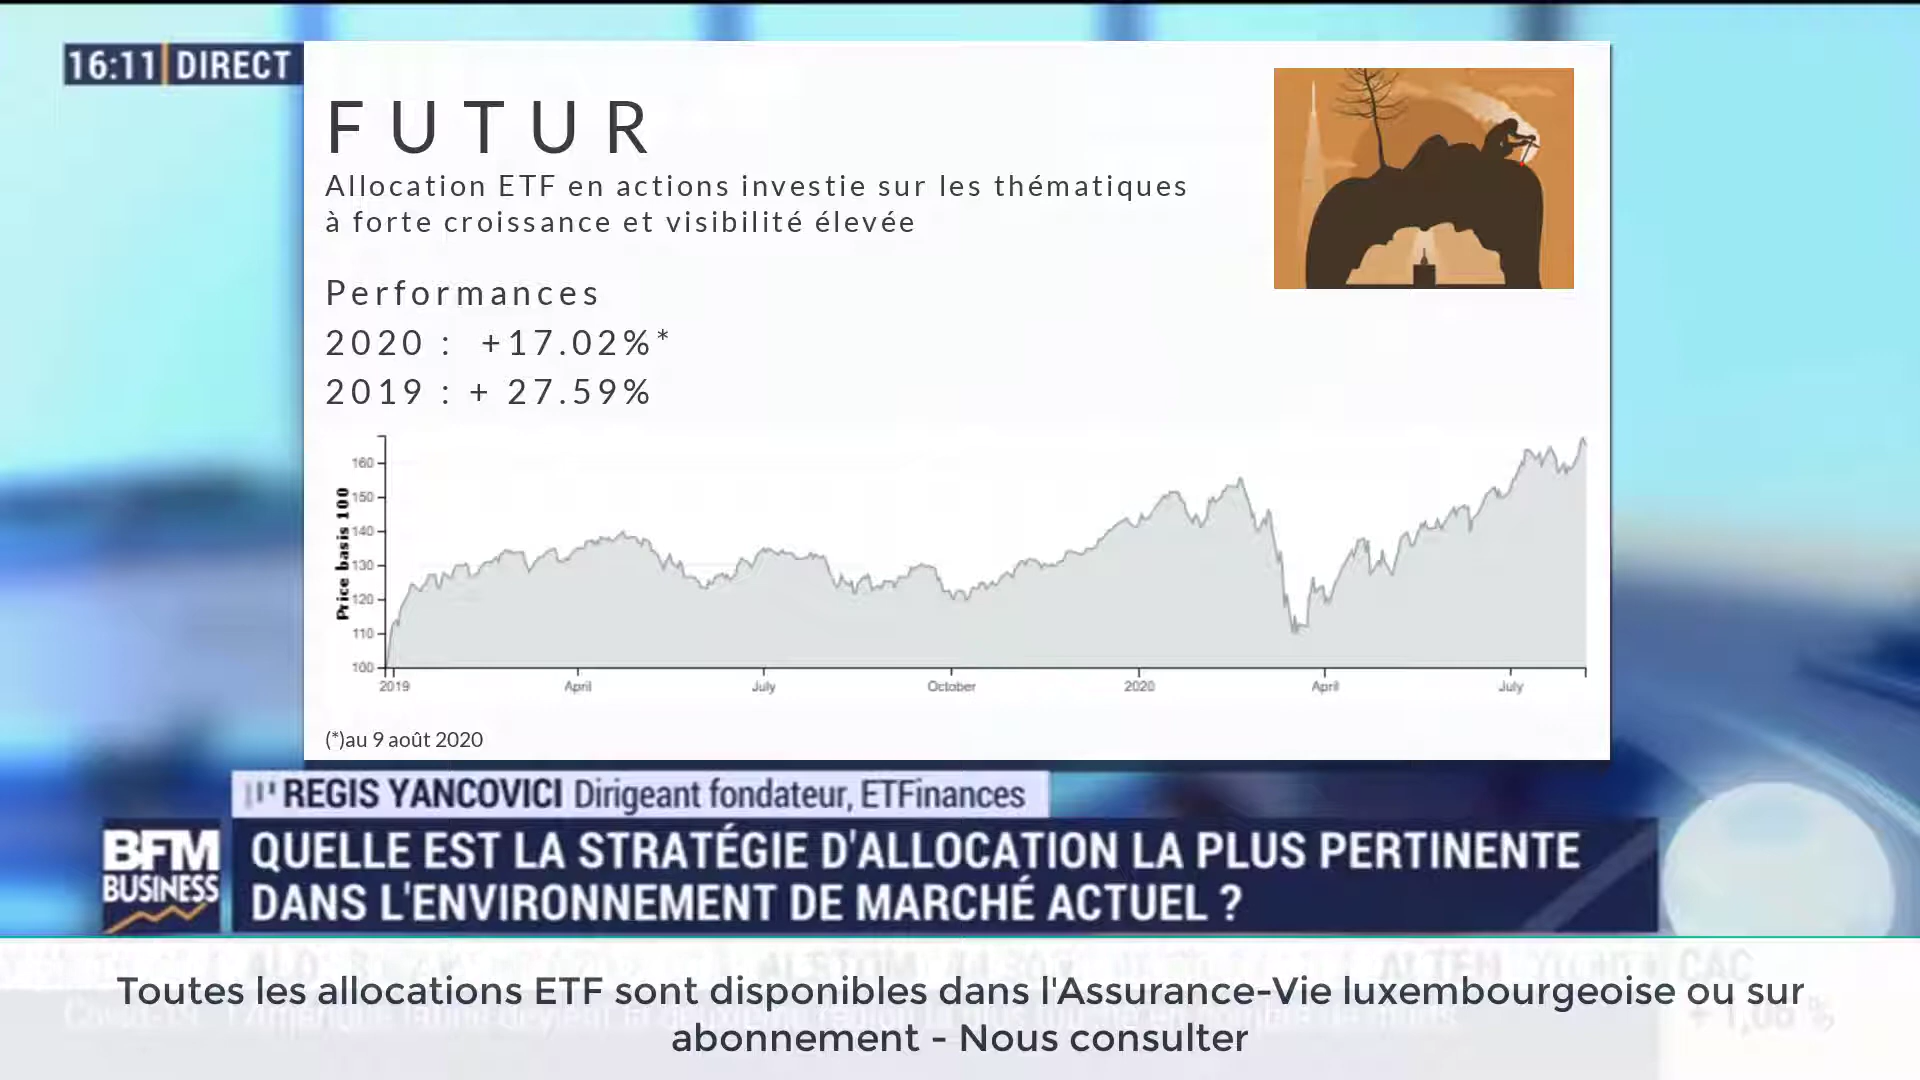 16:11 DIRECT
FUTUR
Allocation ETF en actions investie sur les thématiques
à forte croissance et visibilité élevée
Performances
2020 : +17.02%*
2019 : + 27.59%
Price basis 100
160
150
140
130
120
110
100
2019 April July October 2020 April July
(*)au 9 août 2020
REGIS YANCOVICI Dirigeant fondateur, ETFinances
BFM
BUSINESS
QUELLE EST LA STRATÉGIE D'ALLOCATION LA PLUS PERTINENTE
DANS L'ENVIRONNEMENT DE MARCHÉ ACTUEL ?
Toutes les allocations ETF sont disponibles dans l'Assurance-Vie luxembourgeoise ou sur
abonnement - Nous consulter